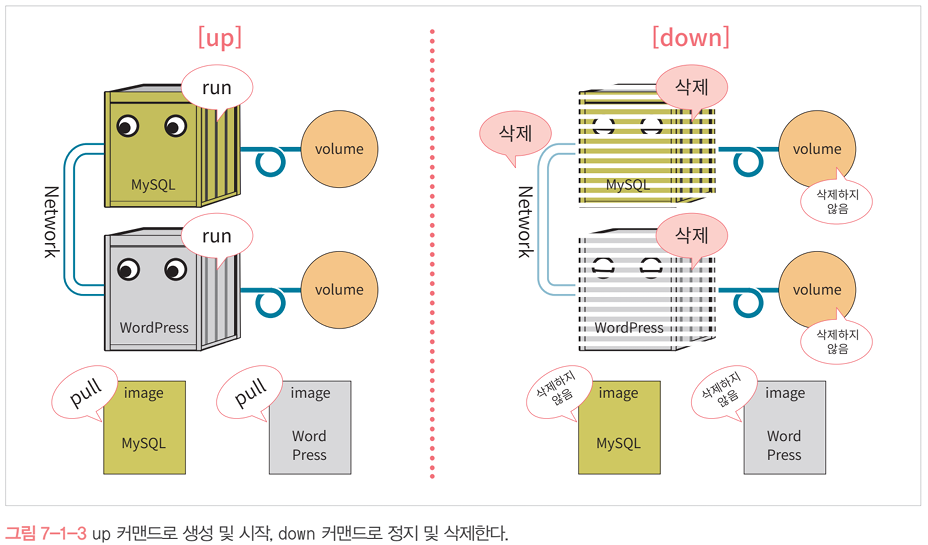 [up]
run
MySQL
volume
Network
run
WordPress
volume
pull
image
MySQL
pull
image
Word
Press
[down]
삭제
삭제
MySQL
volume
삭제하지
않음
Network
삭제
WordPress
volume
삭제하지
않음
삭제하지
않음
image
MySQL
삭제하지
않음
image
Word
Press
그림 7-1-3 up 커맨드로 생성 및 시작, down 커맨드로 정지 및 삭제한다.